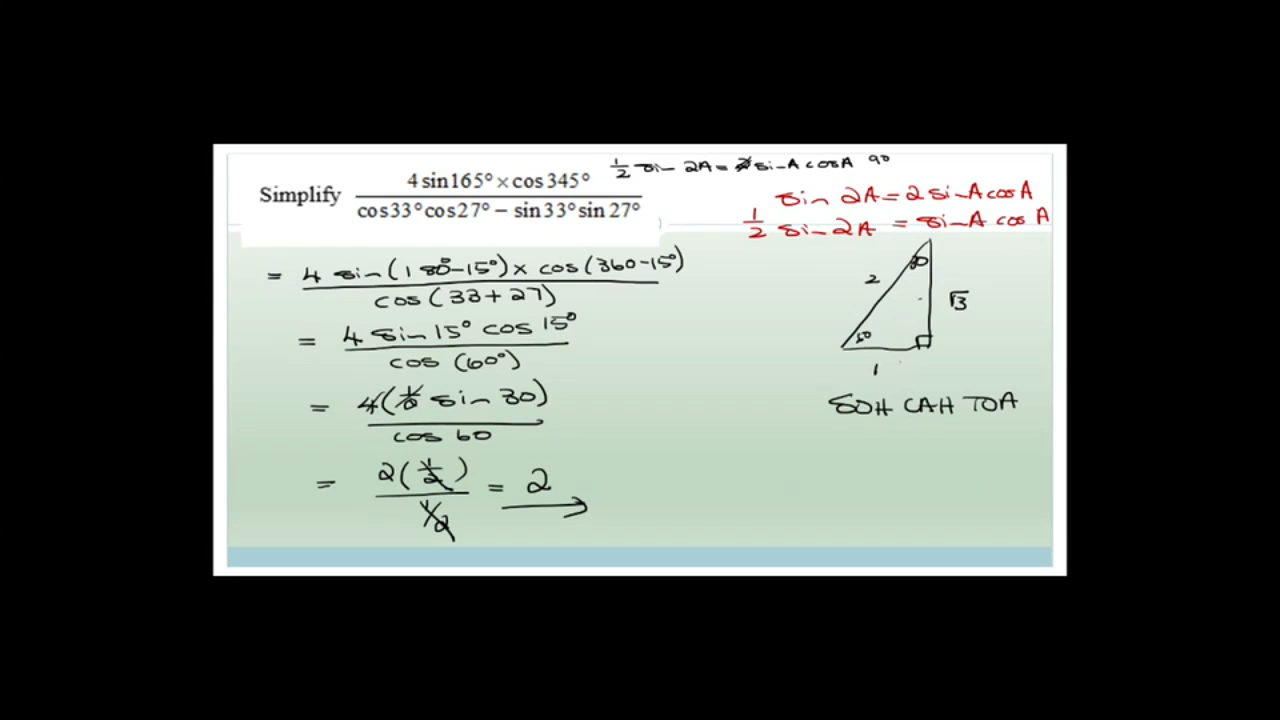 ½ sin 2A = 2 sin A cos A 90
Simplify 4 sin165° × cos 345° / cos33°cos27° − sin33°sin 27°
sin 2A = 2 sin A cos A
½ sin 2A = sin A cos A
= 4 sin (180° − 15°) × cos (360 − 15°) / cos (33 + 27)
2
√3
= 4 sin 15° cos 15° / cos (60°)
1
= 4 (½ sin 30) / cos 60
SOH CAH TOA
= 2 (½) / ½ = 2